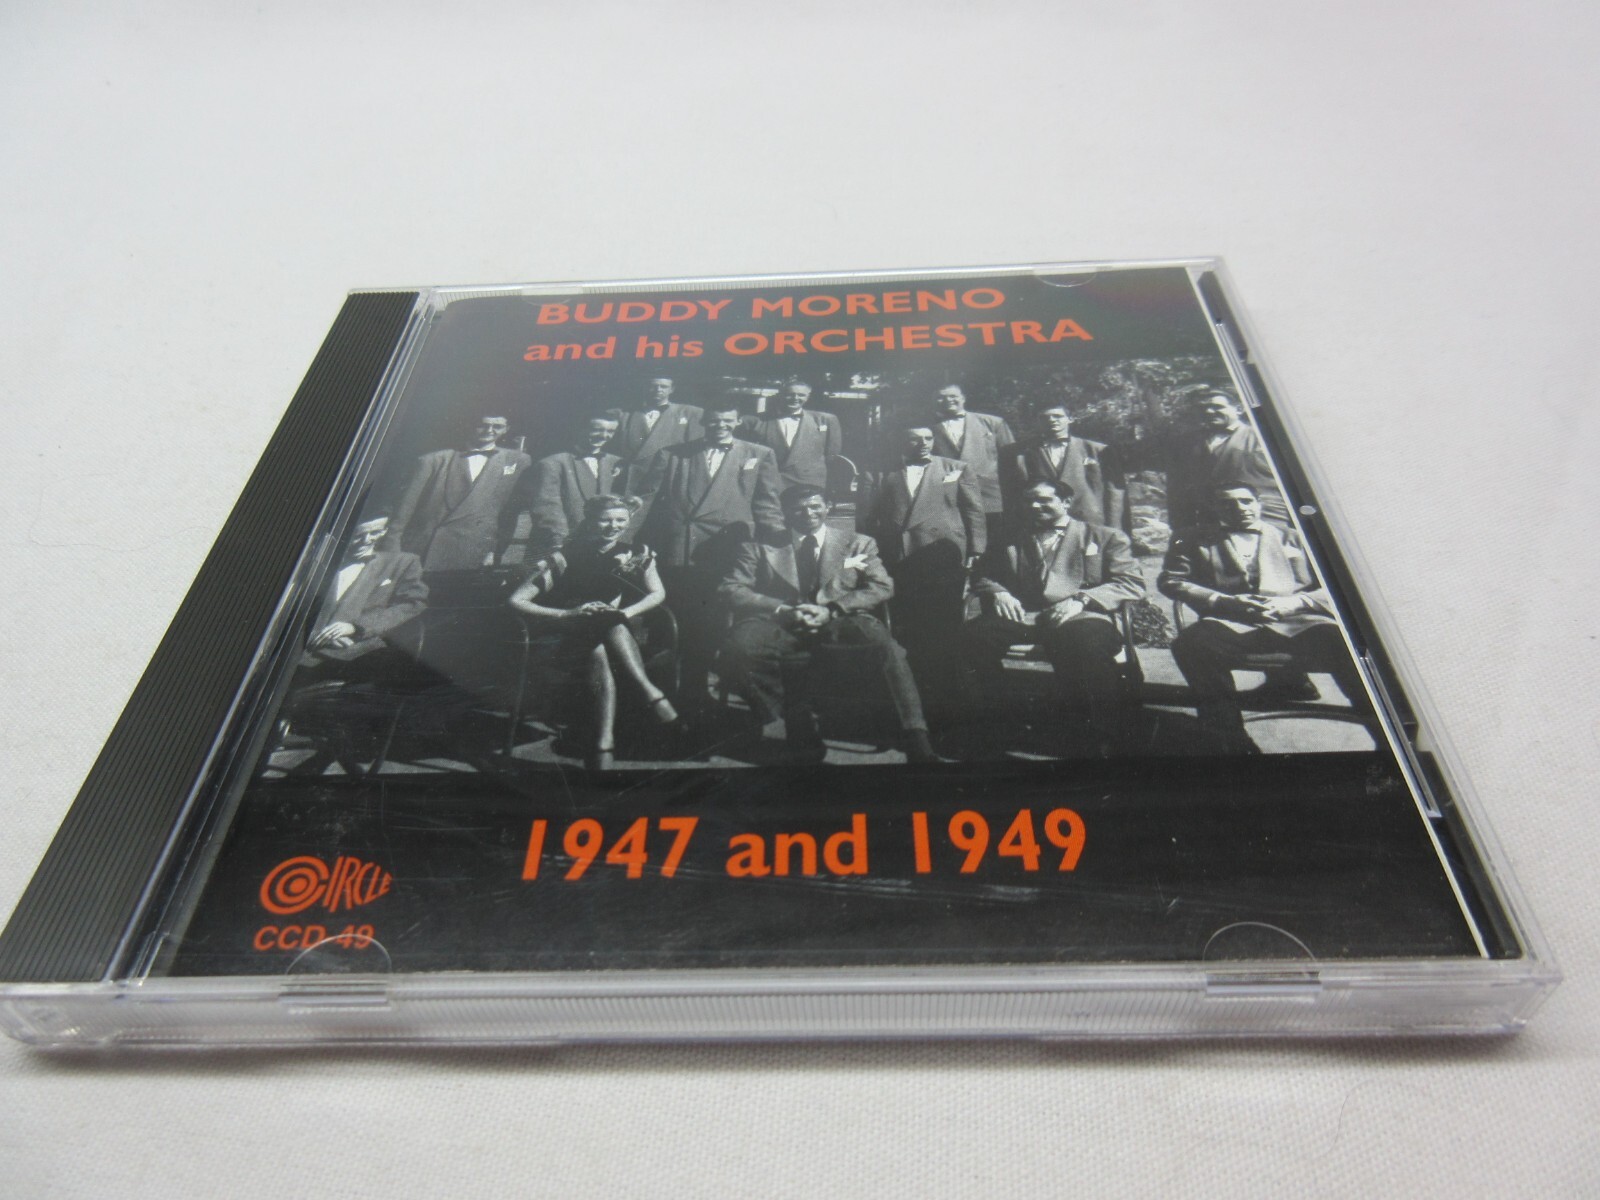 BUDDY MORENO
and his ORCHESTRA
1947 and 1949
CIRCLE
CCD-49